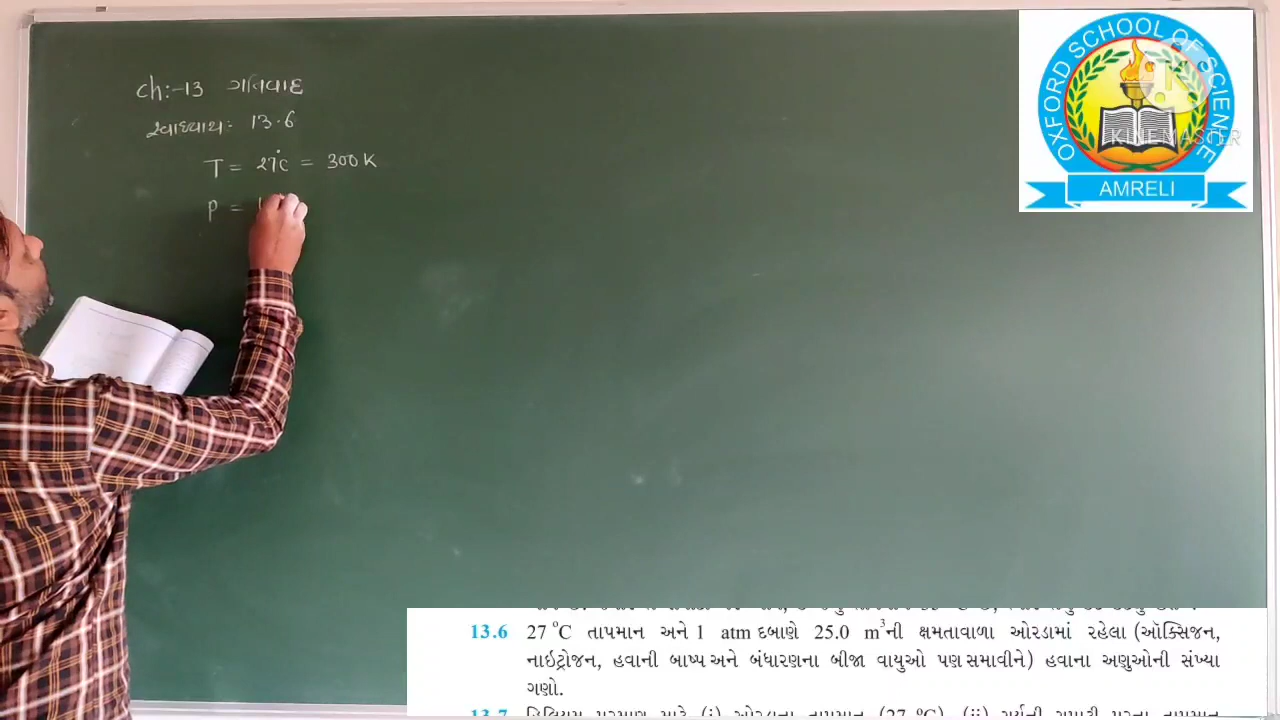 ch:-13 ગતિવાદ
સ્વાધ્યાય: 13.6
T = 27°C = 300 K
P = 1
OXFORD SCHOOL OF SCIENCE
AMRELI
KINEMASTER
13.6 27 °C તાપમાન અને 1 atm દબાણે 25.0 m³ની ક્ષમતાવાળા ઓરડામાં રહેલા (ઑક્સિજન,
નાઇટ્રોજન, હવાની બાષ્પ અને બંધારણના બીજા વાયુઓ પણ સમાવીને) હવાના અણુઓની સંખ્યા
ગણો.